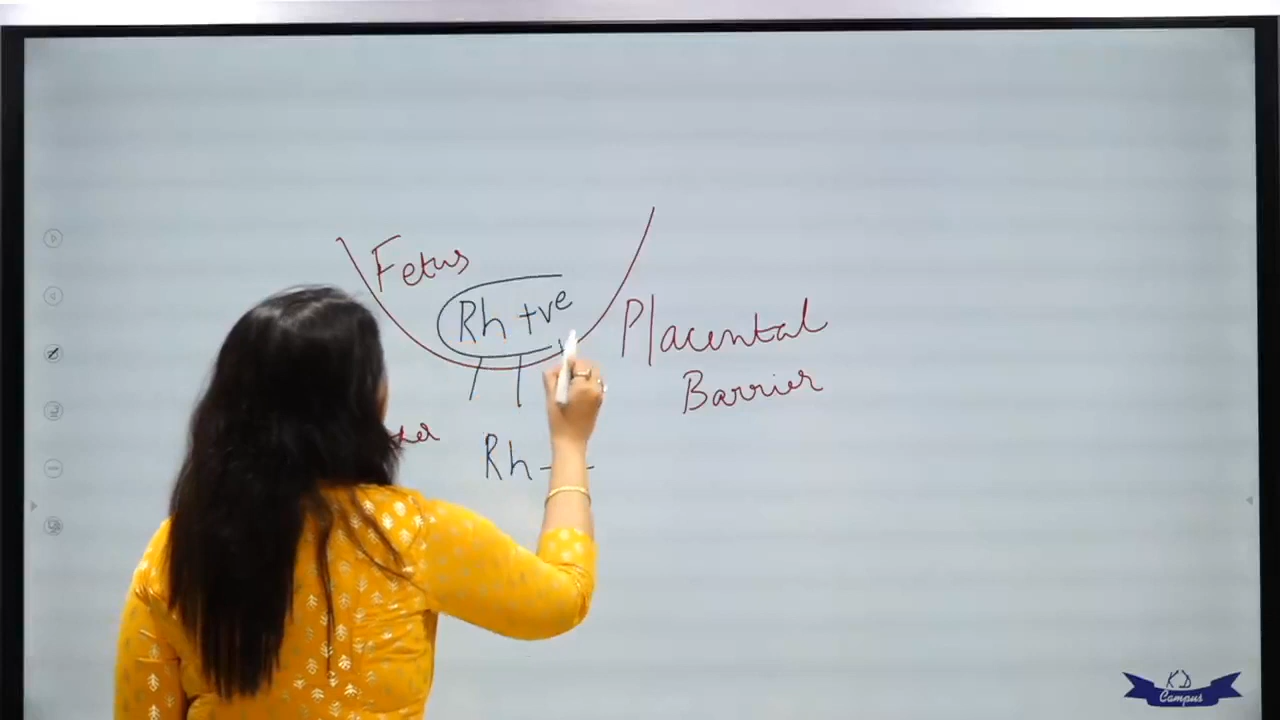 Fetus
Rh +ve
Placental
Barrier
Rh –
KD
Campus